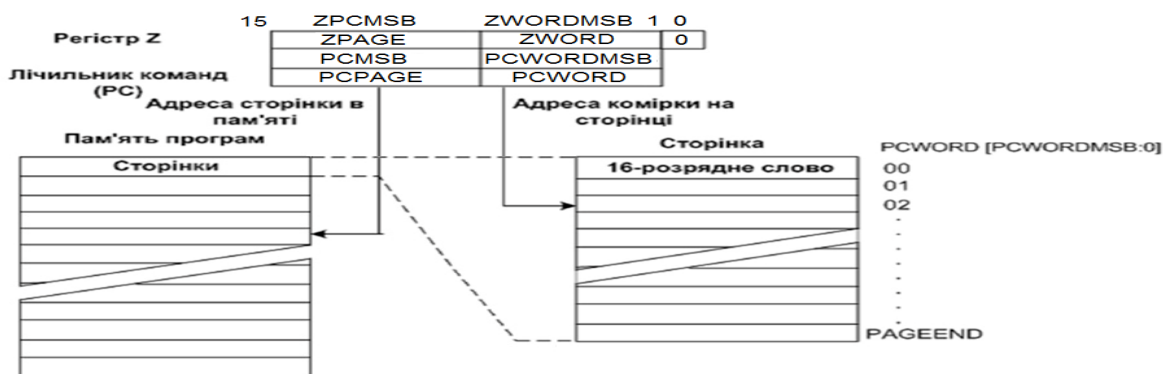 15 ZPCMSB ZWORDMSB 1 0
Регістр Z ZPAGE ZWORD 0
PCMSB PCWORDMSB
Лічильник команд (PC) PCPAGE PCWORD
Адреса сторінки в пам'яті
Адреса комірки на сторінці
Пам'ять програм
Сторінка
PCWORD [PCWORDMSB:0]
Сторінки
16-розрядне слово
00
01
02
PAGEEND